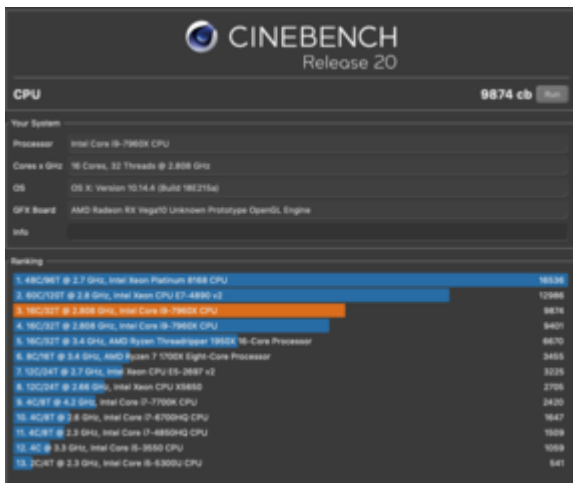 CINEBENCH
Release 20
CPU 9874 cb Run
Your System
Processor Intel Core i9-7960X CPU
Cores x GHz 16 Cores, 32 Threads @ 2.808 GHz
OS OS X: Version 10.14.4 (Build 18E215a)
GFX Board AMD Radeon RX Vega10 Unknown Prototype OpenGL Engine
Info
Ranking
1. 48C/96T @ 2.7 GHz, Intel Xeon Platinum 8168 CPU 16536
2. 60C/120T @ 2.8 GHz, Intel Xeon CPU E7-4890 v2 12986
3. 16C/32T @ 2.808 GHz, Intel Core i9-7960X CPU 9874
4. 16C/32T @ 2.808 GHz, Intel Core i9-7960X CPU 9401
5. 16C/32T @ 3.4 GHz, AMD Ryzen Threadripper 1950X 16-Core Processor 6670
6. 8C/16T @ 3.4 GHz, AMD Ryzen 7 1700X Eight-Core Processor 3455
7. 12C/24T @ 2.7 GHz, Intel Xeon CPU E5-2697 v2 3225
8. 12C/24T @ 2.66 GHz, Intel Xeon CPU X5650 2705
9. 4C/8T @ 4.2 GHz, Intel Core i7-7700K CPU 2420
10. 4C/8T @ 2.6 GHz, Intel Core i7-6700HQ CPU 1647
11. 4C/8T @ 2.3 GHz, Intel Core i7-4850HQ CPU 1509
12. 4C @ 3.3 GHz, Intel Core i5-3550 CPU 1059
13. 2C/4T @ 2.3 GHz, Intel Core i5-6300U CPU 541